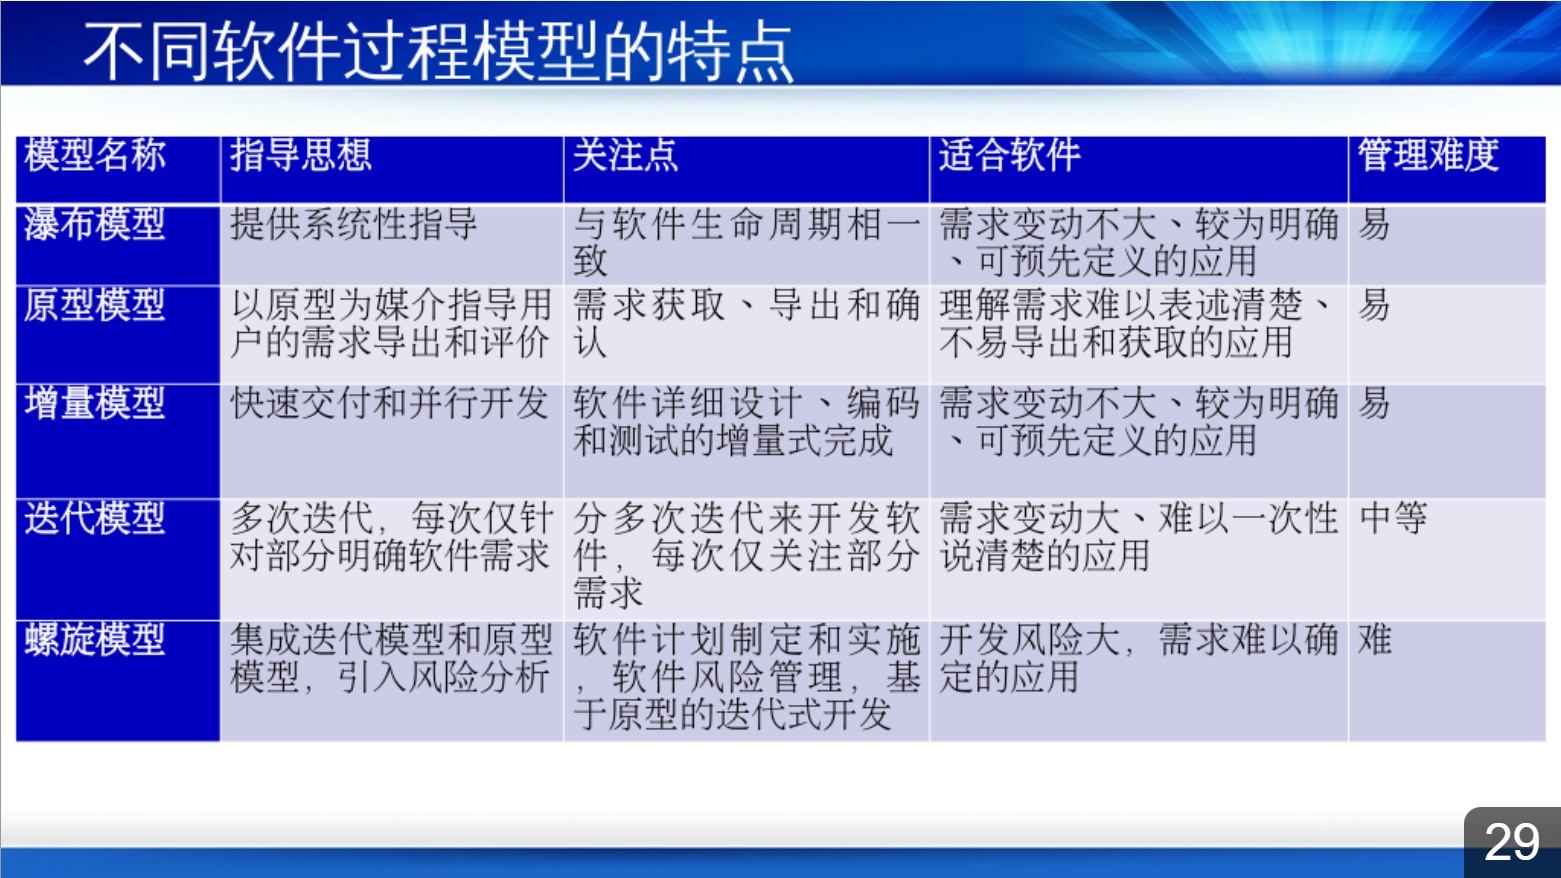 不同软件过程模型的特点
模型名称 指导思想 关注点 适合软件 管理难度
瀑布模型 提供系统性指导 与软件生命周期相一 需求变动不大、较为明确 易
致 、可预先定义的应用
原型模型 以原型为媒介指导用 需求获取、导出和确 理解需求难以表述清楚、 易
户的需求导出和评价 认 不易导出和获取的应用
增量模型 快速交付和并行开发 软件详细设计、编码 需求变动不大、较为明确 易
和测试的增量式完成 、可预先定义的应用
迭代模型 多次迭代，每次仅针 分多次迭代来开发软 需求变动大、难以一次性 中等
对部分明确软件需求 件，每次仅关注部分 说清楚的应用
需求
螺旋模型 集成迭代模型和原型 软件计划制定和实施 开发风险大，需求难以确 难
模型，引入风险分析 ，软件风险管理，基 定的应用
于原型的迭代式开发
29